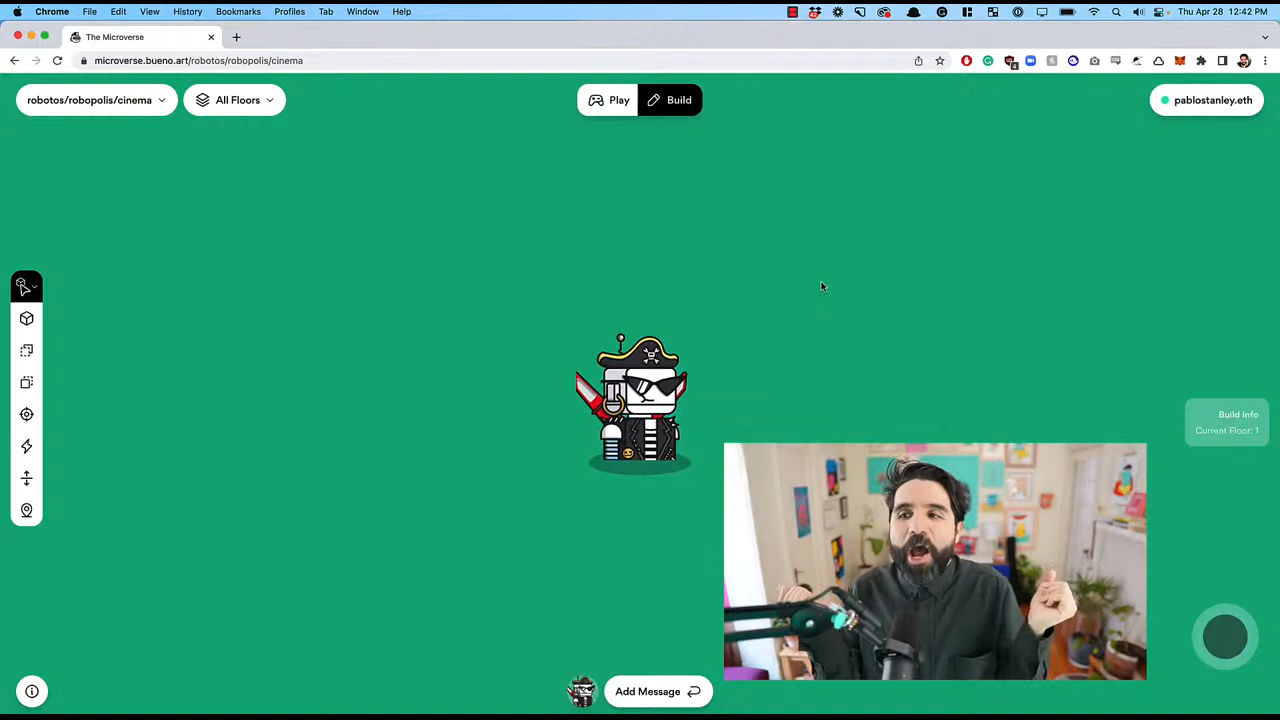 Chrome File Edit View History Bookmarks Profiles Tab Window Help Thu Apr 28 12:42 PM
The Microverse
microverse.bueno.art/robotos/robopolis/cinema
robotos/robopolis/cinema All Floors Play Build pablostanley.eth
Build Info
Current Floor: 1
Add Message